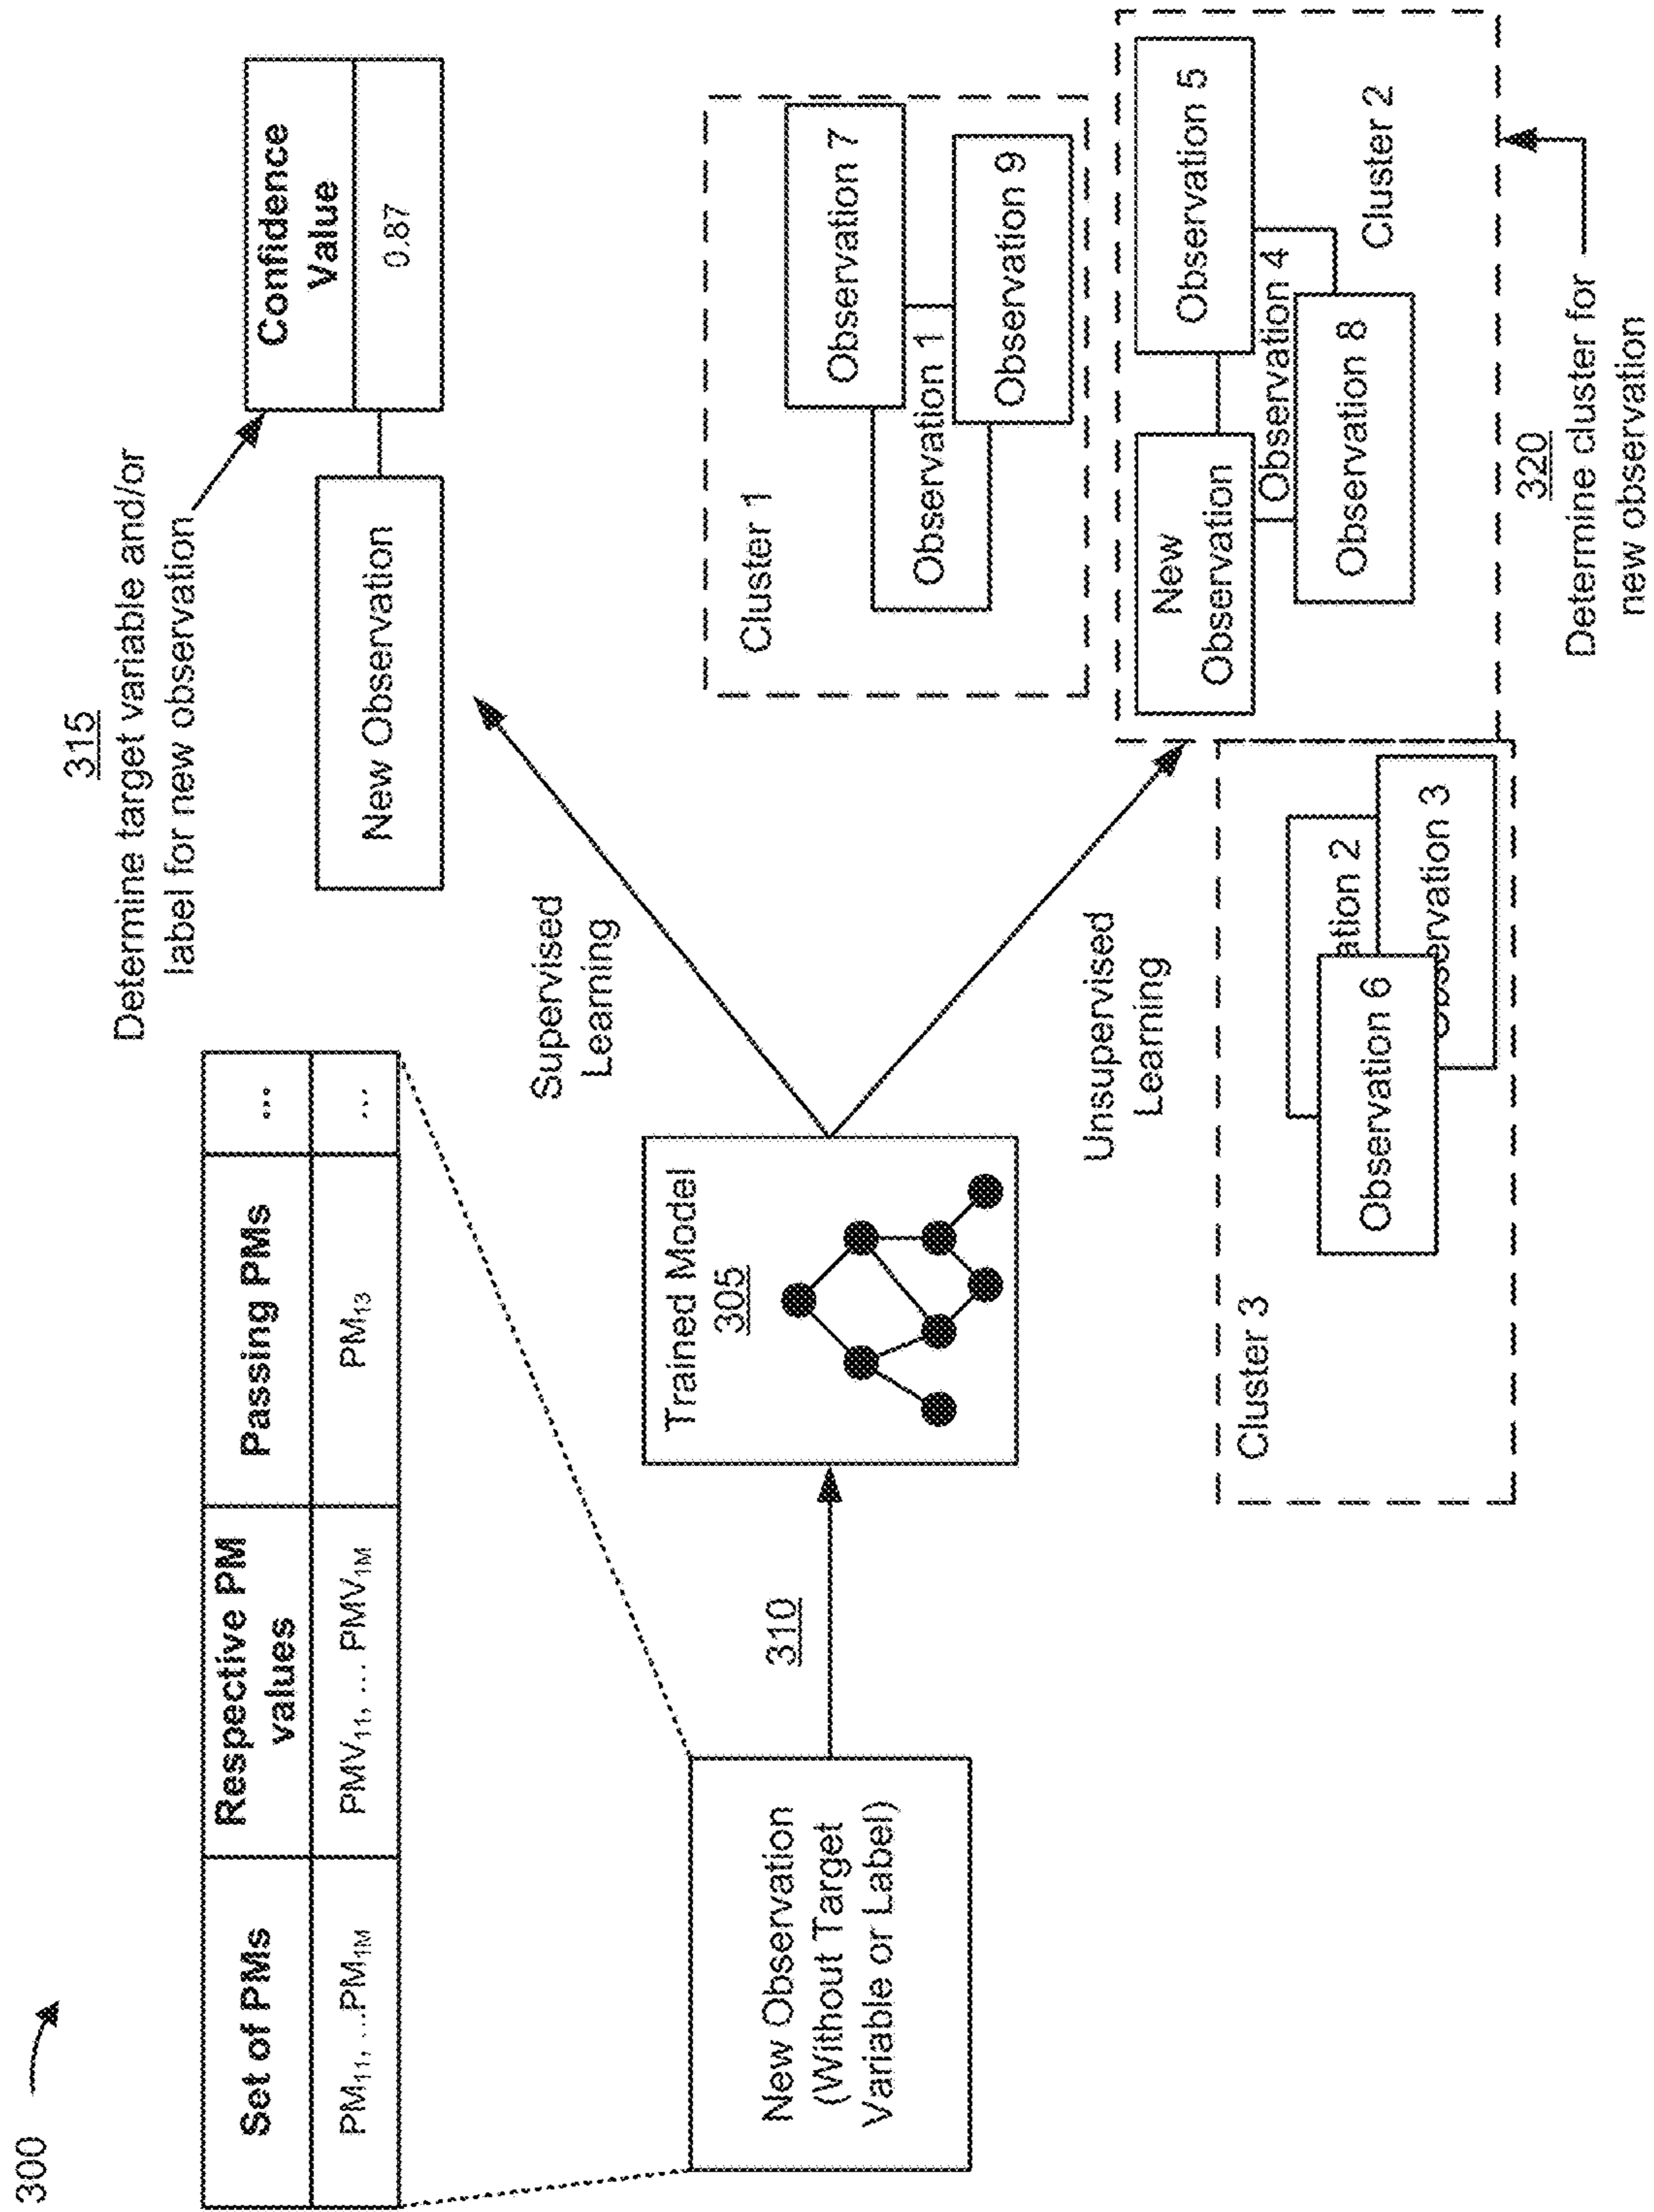 300
Set of PMs
Respective PM
values
Passing PMs
...
PM₁₁, ...PM₁M
PMV₁₁, ... PMV₁M
PM₁₃
...
New Observation
(Without Target
Variable or Label)
310
Trained Model
305
Supervised
Learning
Unsupervised
Learning
315
Determine target variable and/or
label for new observation
New Observation
Confidence
Value
0.87
Cluster 1
Observation 7
Observation 1
Observation 9
New
Observation
Observation 5
Observation 4
Observation 8
Cluster 2
Cluster 3
Observation 6
320
Determine cluster for
new observation